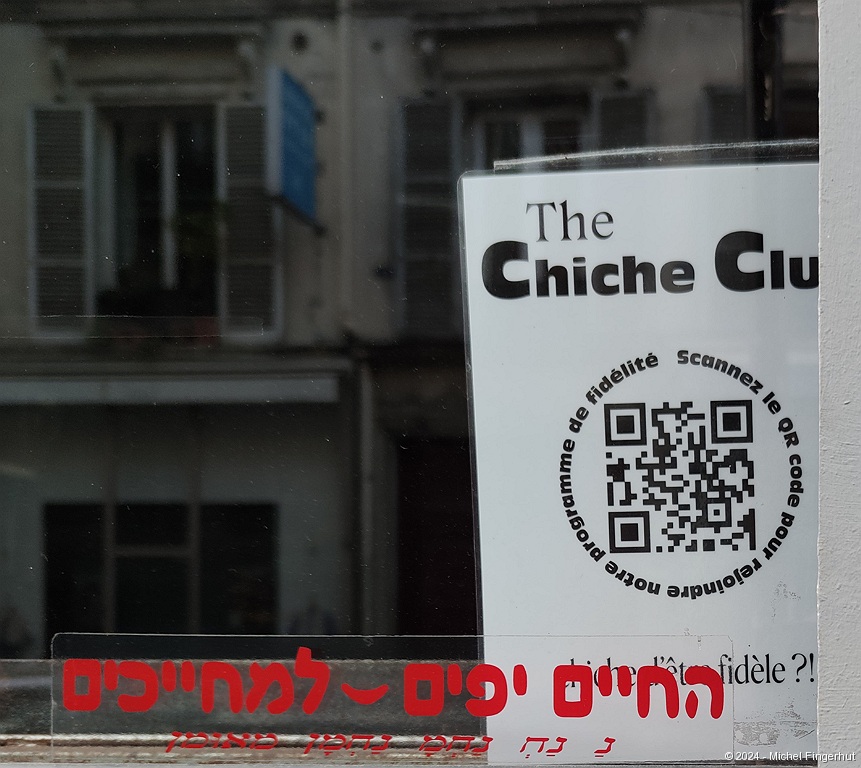 The
Chiche Clu
Scannez le QR code pour rejoindre notre programme de fidélité
chiche d'être fidèle ?!
החיים יפים - למחייכים
נ נח נחמ נחמן מאומן
© 2024 - Michel Fingerhut